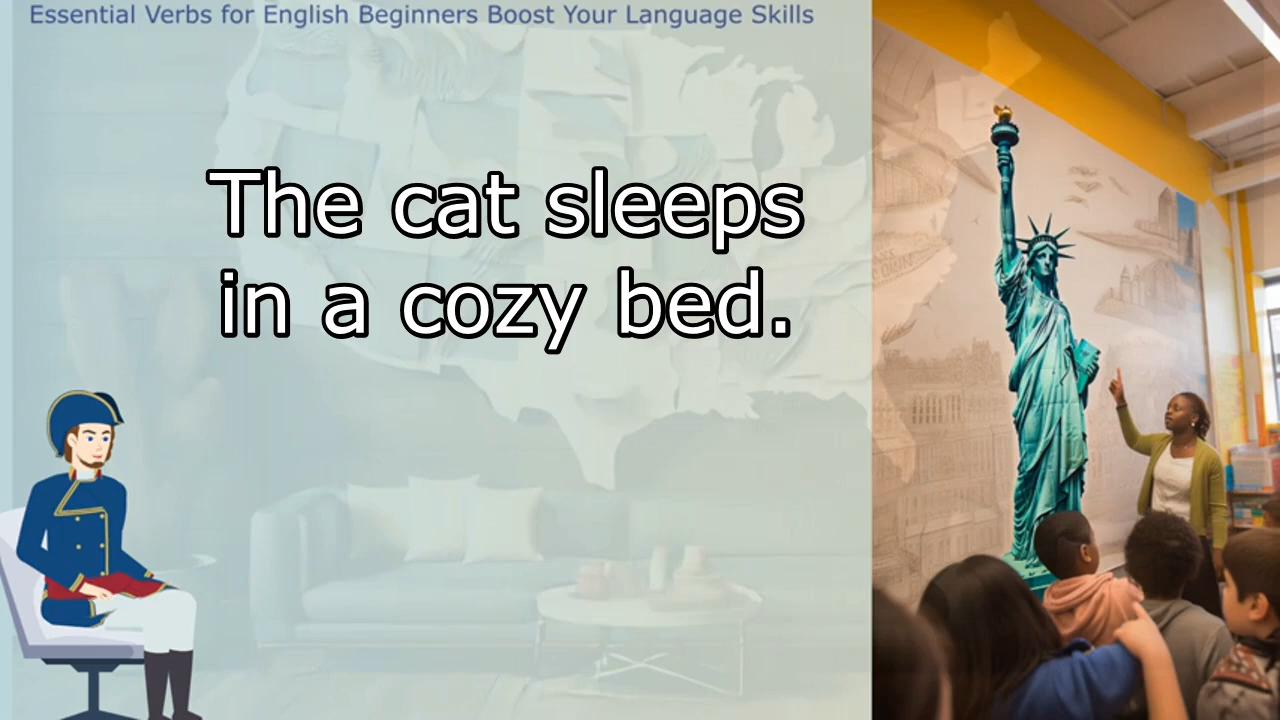 Essential Verbs for English Beginners Boost Your Language Skills
The cat sleeps
in a cozy bed.